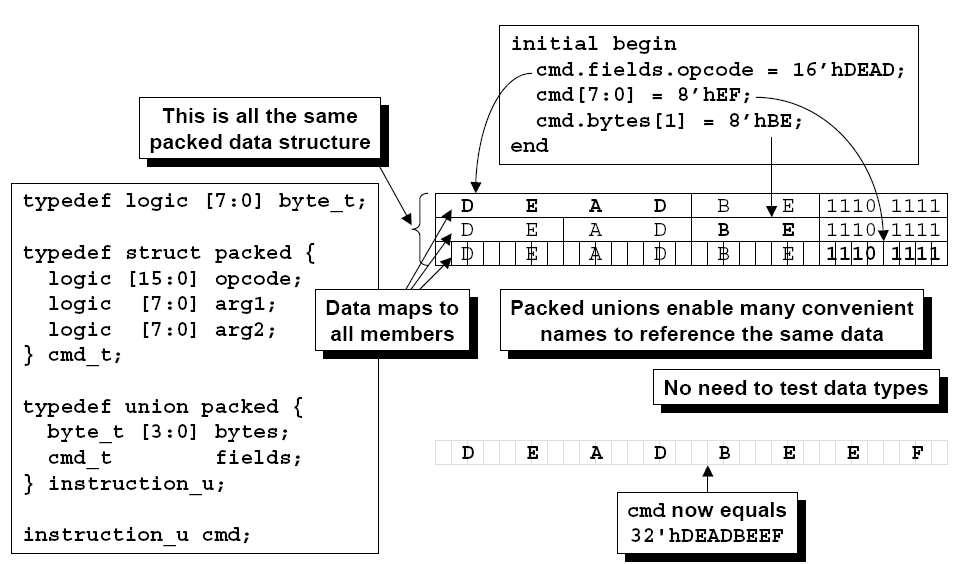 initial begin
  cmd.fields.opcode = 16’hDEAD;
  cmd[7:0] = 8’hEF;
  cmd.bytes[1] = 8’hBE;
end
This is all the same
packed data structure
typedef logic [7:0] byte_t;
typedef struct packed {
  logic [15:0] opcode;
  logic  [7:0] arg1;
  logic  [7:0] arg2;
} cmd_t;
typedef union packed {
  byte_t [3:0] bytes;
  cmd_t        fields;
} instruction_u;
instruction_u cmd;
D E A D B E 1110 1111
D E A D B E 1110 1111
D E A D B E 1110 1111
Data maps to
all members
Packed unions enable many convenient
names to reference the same data
No need to test data types
D E A D B E E F
cmd now equals
32'hDEADBEEF